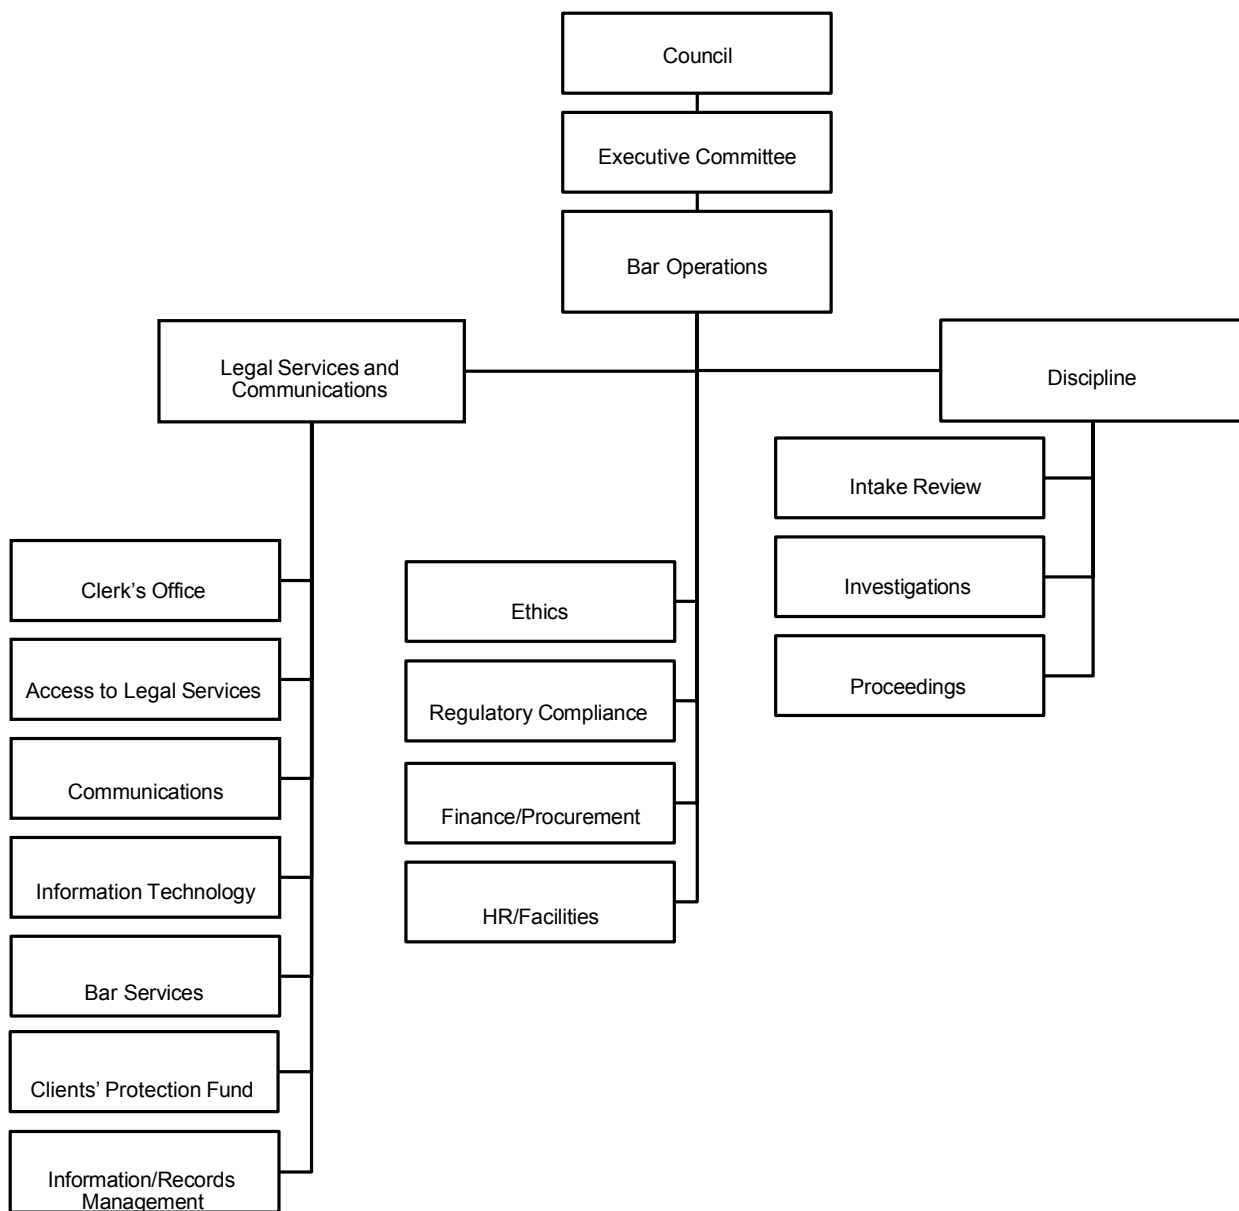 Council
Executive Committee
Bar Operations
Legal Services and
Communications
Discipline
Clerk’s Office
Access to Legal Services
Communications
Information Technology
Bar Services
Clients’ Protection Fund
Information/Records
Management
Ethics
Regulatory Compliance
Finance/Procurement
HR/Facilities
Intake Review
Investigations
Proceedings